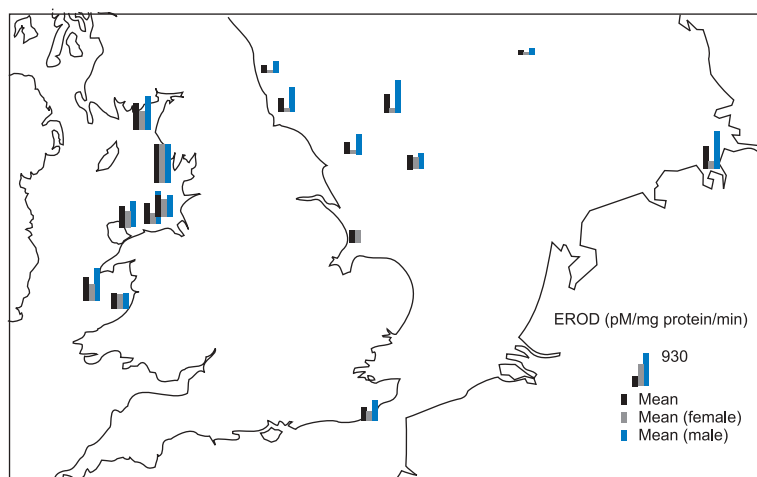 EROD (pM/mg protein/min)
930
Mean
Mean (female)
Mean (male)